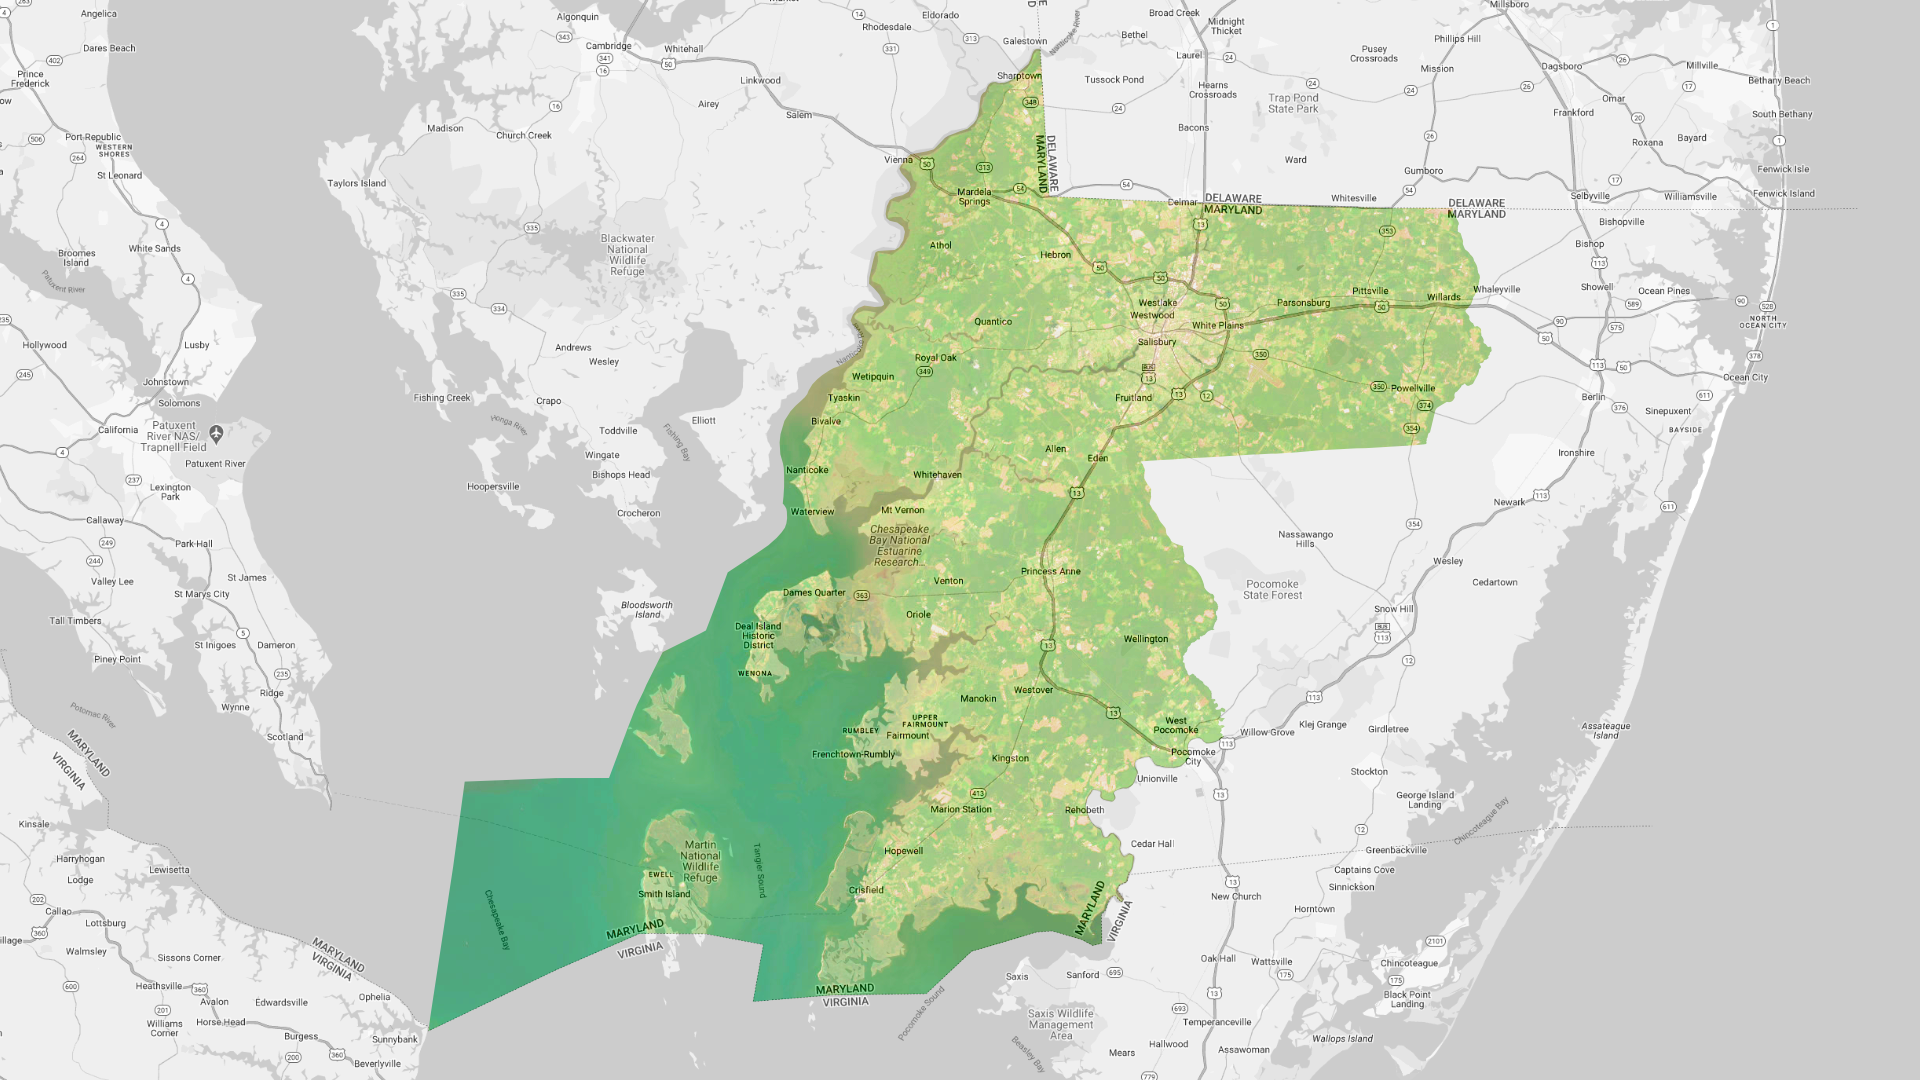 Angelica
Algonquin
Eldorado
Rhodesdale
Galestown
Nanticoke River
Bethel
Broad Creek
Midnight
Thicket
Millsboro
Phillips Hill
Pusey
Crossroads
Dares Beach
Cambridge
Whitehall
Laurel
Mission
Dagsboro
Millville
Bethany Beach
Prince
Frederick
Linkwood
Sharptown
Tussock Pond
Hearns
Crossroads
Trap Pond
State Park
Omar
Frankford
South Bethany
Airey
Salem
Madison
Church Creek
Bacons
Roxana
Bayard
Port Republic
WESTERN
SHORES
St Leonard
Vienna
DELAWARE
MARYLAND
Ward
Gumboro
Fenwick Isle
Taylors Island
Mardela
Springs
Delmar
DELAWARE
MARYLAND
Whitesville
DELAWARE
MARYLAND
Selbyville
Williamsville
Fenwick Island
Bishopville
White Sands
Broomes
Island
Patuxent River
Blackwater
National
Wildlife
Refuge
Athol
Hebron
Bishop
Showell
Ocean Pines
Pittsville
Willards
Whaleyville
Parsonsburg
Westlake
Westwood
White Plains
Salisbury
Quantico
NORTH
OCEAN CITY
Hollywood
Lusby
Andrews
Wesley
Royal Oak
Wetipquin
Johnstown
Solomons
Fishing Creek
Crapo
Tyaskin
Bivalve
Fruitland
Powellville
Berlin
Ocean City
Sinepuxent
BAYSIDE
California
Patuxent
River NAS/
Trapnell Field
Patuxent River
Honga River
Toddville
Elliott
Fishing Bay
Allen
Eden
Ironshire
Wingate
Bishops Head
Nanticoke
Whitehaven
Lexington
Park
Hoopersville
Crocheron
Waterview
Mt Vernon
Newark
Callaway
Park Hall
Chesapeake
Bay National
Estuarine
Research...
Nassawango
Hills
Wesley
Valley Lee
St James
St Marys City
Princess Anne
Venton
Dames Quarter
Pocomoke
State Forest
Cedartown
Bloodsworth
Island
Oriole
Snow Hill
Tall Timbers
Deal Island
Historic
District
Wellington
St Inigoes
Dameron
Piney Point
WENONA
Ridge
Wynne
Potomac River
Manokin
Westover
Scotland
UPPER
FAIRMOUNT
Fairmount
RUMBLEY
Frenchtown-Rumbly
West
Pocomoke
Pocomoke
City
Willow Grove
Klej Grange
Girdletree
Assateague
Island
MARYLAND
VIRGINIA
Kingston
Unionville
Stockton
George Island
Landing
Marion Station
Rehobeth
Chincoteague Bay
Kinsale
Harryhogan
Lodge
Lewisetta
Martin
National
Wildlife
Refuge
Tangier Sound
Hopewell
Cedar Hall
Greenbackville
Captains Cove
Sinnickson
EWELL
Smith Island
Crisfield
New Church
Horntown
Callao
Lottsburg
Chesapeake Bay
MARYLAND
VIRGINIA
MARYLAND
VIRGINIA
Walmsley
Sissons Corner
MARYLAND
VIRGINIA
Saxis
Sanford
Oak Hall
Wattsville
Chincoteague
Heathsville
Avalon
Edwardsville
Ophelia
MARYLAND
VIRGINIA
Pocomoke Sound
Black Point
Landing
Williams
Corner
Horse Head
Burgess
Sunnybank
Saxis Wildlife
Management
Area
Temperanceville
Wallops Island
Beverlyville
Beasley Bay
Mears
Hallwood
Assawoman